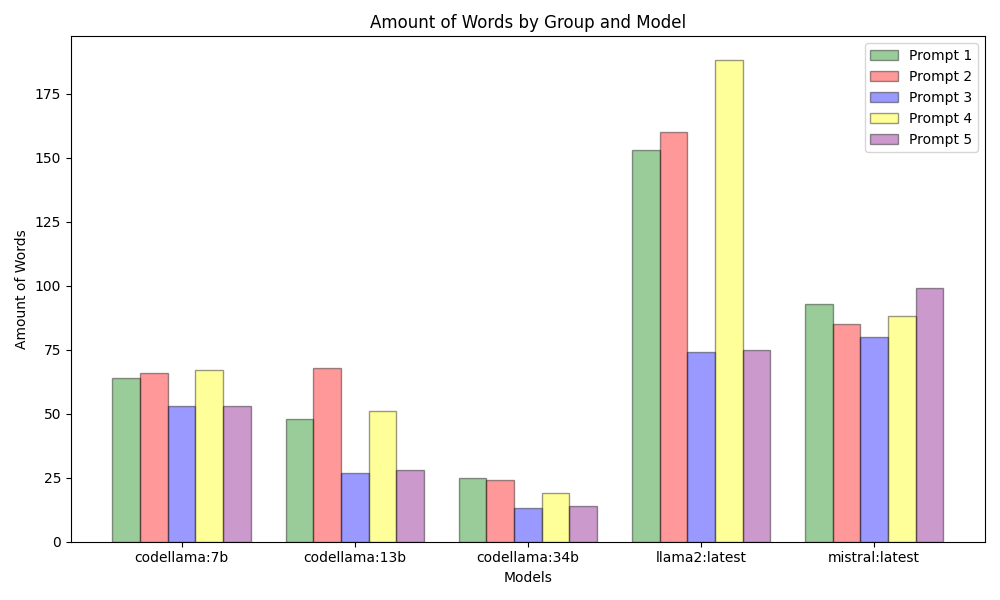 Amount of Words by Group and Model
Prompt 1
Prompt 2
Prompt 3
Prompt 4
Prompt 5
Amount of Words
175
150
125
100
75
50
25
0
codellama:7b
codellama:13b
codellama:34b
llama2:latest
mistral:latest
Models